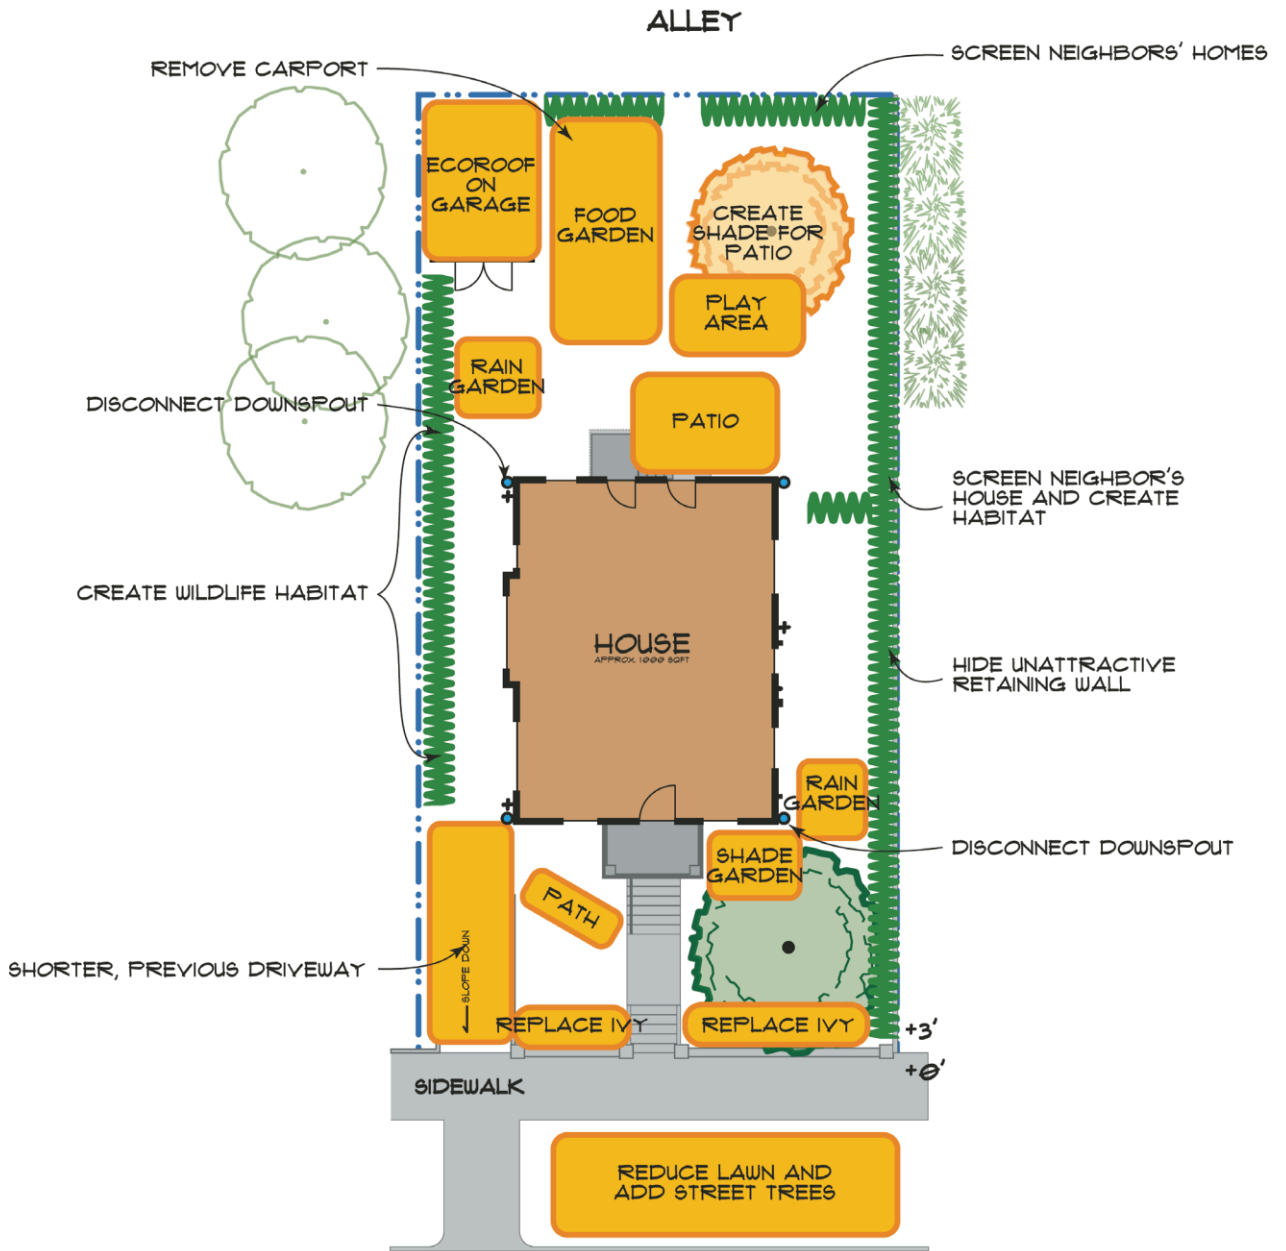 ALLEY
SCREEN NEIGHBORS' HOMES
REMOVE CARPORT
ECOROOF
ON
GARAGE
FOOD
GARDEN
CREATE
SHADE FOR
PATIO
PLAY
AREA
RAIN
GARDEN
DISCONNECT DOWNSPOUT
PATIO
SCREEN NEIGHBOR'S
HOUSE AND CREATE
HABITAT
CREATE WILDLIFE HABITAT
HOUSE
APPROX. 1000 SQFT
HIDE UNATTRACTIVE
RETAINING WALL
RAIN
GARDEN
DISCONNECT DOWNSPOUT
SHADE
GARDEN
PATH
SHORTER, PREVIOUS DRIVEWAY
SLOPE DOWN
REPLACE IVY
REPLACE IVY
+3'
+0'
SIDEWALK
REDUCE LAWN AND
ADD STREET TREES